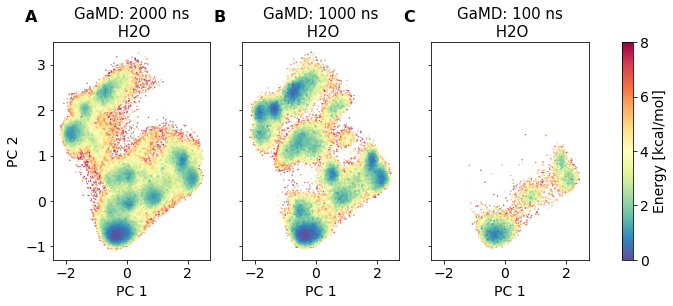 A
GaMD: 2000 ns
H2O
B
GaMD: 1000 ns
H2O
C
GaMD: 100 ns
H2O
PC 2
3
2
1
0
−1
−2
0
2
PC 1
−2
0
2
PC 1
−2
0
2
PC 1
8
6
4
2
0
Energy [kcal/mol]